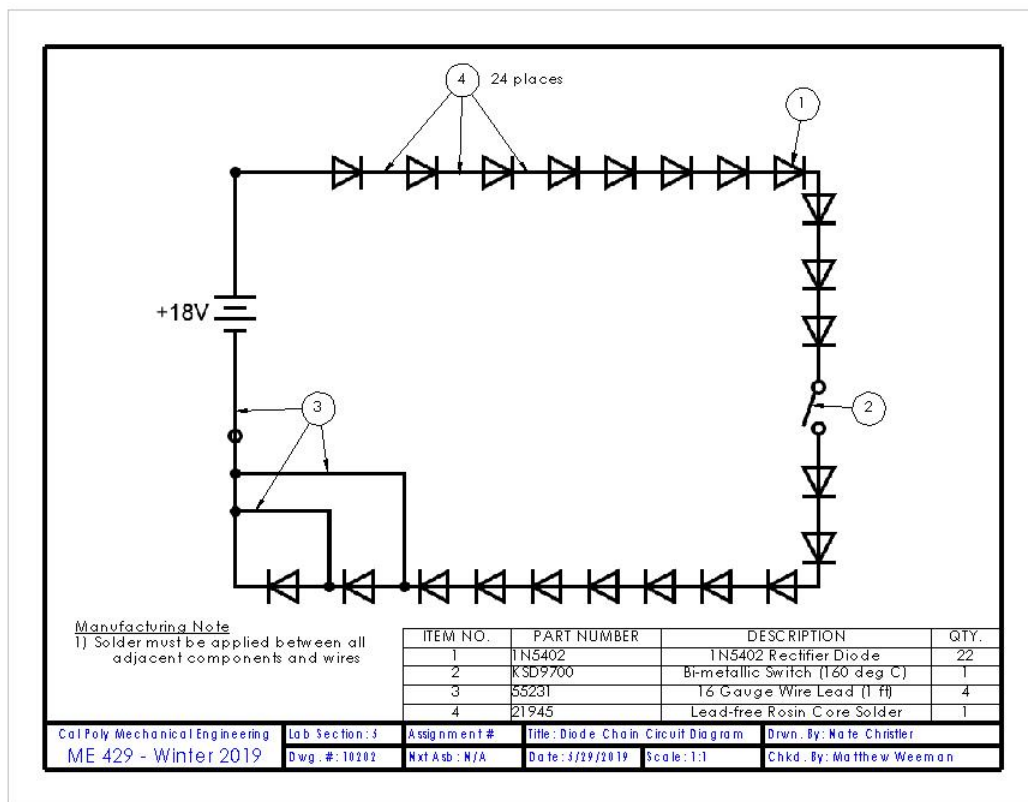 4 24 places
1
+18V
3
2
Manufacturing Note
1) Solder must be applied between all
adjacent components and wires
ITEM NO. PART NUMBER DESCRIPTION QTY.
1 1N5402 1N5402 Rectifier Diode 22
2 KSD9700 Bi-metallic Switch (160 deg C) 1
3 55231 16 Gauge Wire Lead (1 ft) 4
4 21945 Lead-free Rosin Core Solder 1
Cal Poly Mechanical Engineering Lab Section: Assignment # Title: Diode Chain Circuit Diagram Drwn. By: Nate Christler
ME 429 - Winter 2019 Dwg. #: 10202 Nxt Asb: N/A Date: 5/29/2019 Scale: 1:1 Chkd. By: Matthew Weeman